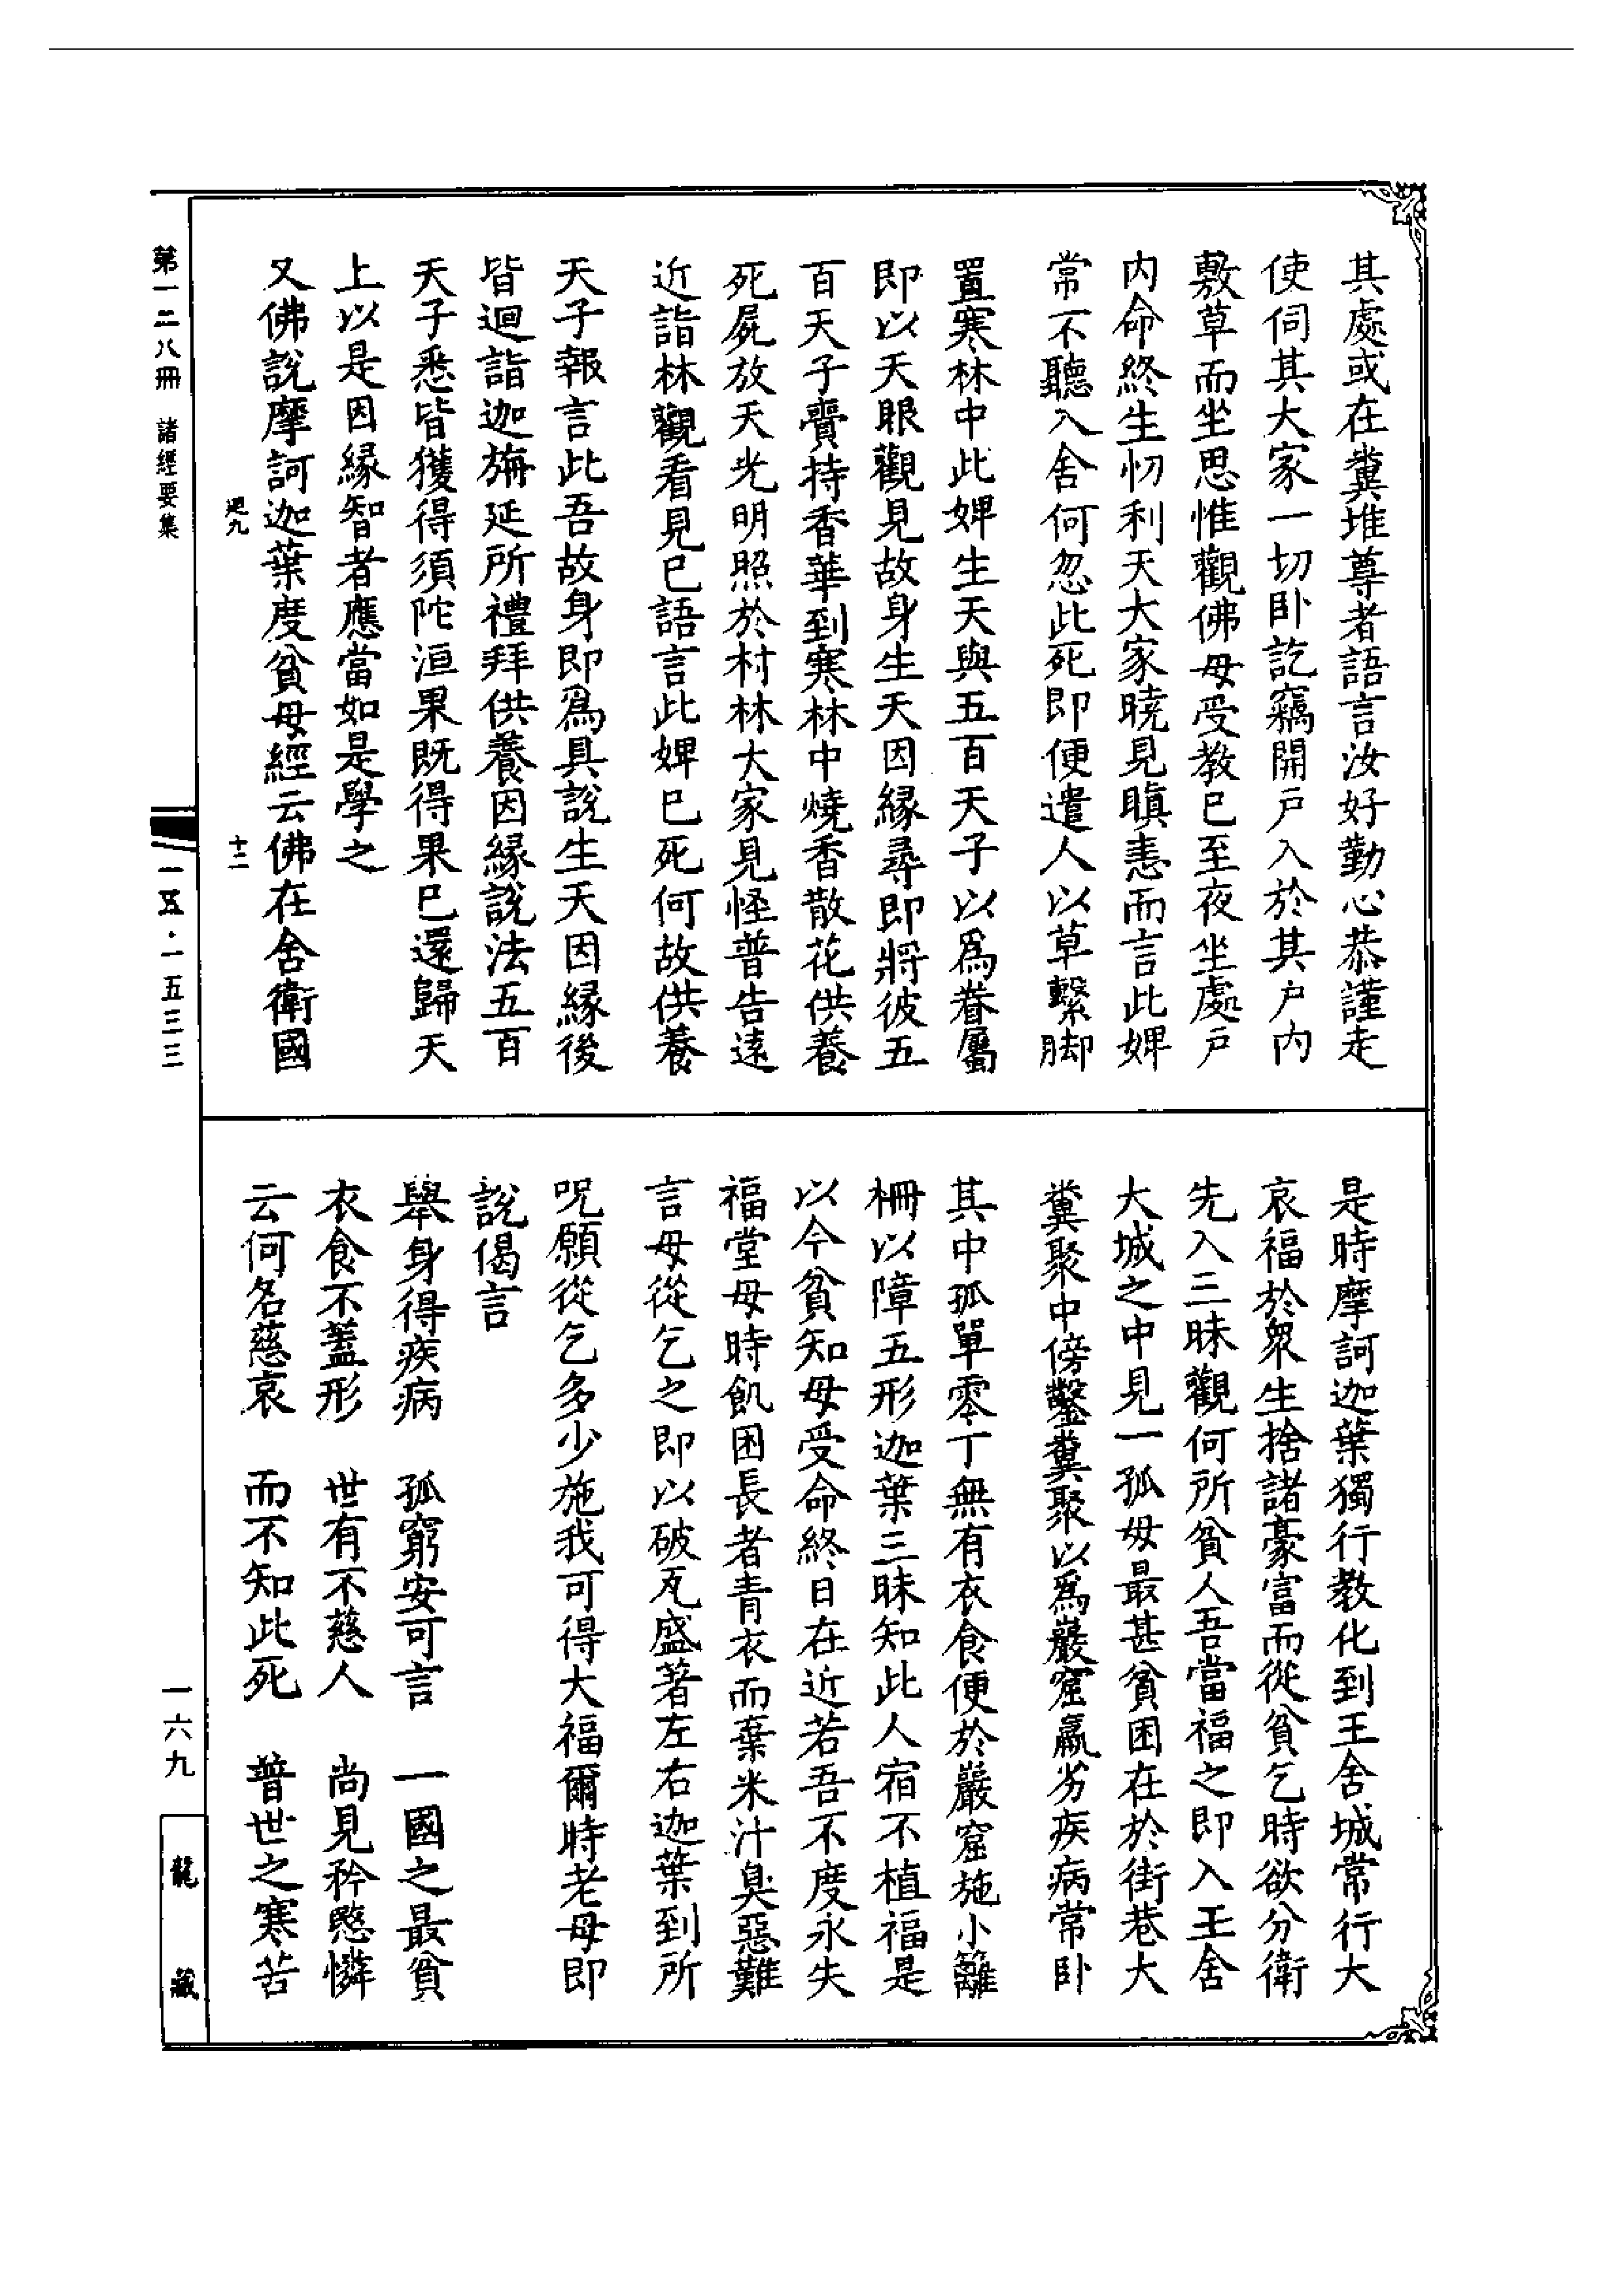 其處或在糞堆尊者語言汝好勤心恭謹走
使伺其大家一切卧訖竊開戸入於其戸内
敷草而坐思惟觀佛母受教已至夜坐處戸
内命終生忉利天大家曉見瞋恚而言此婢
常不聽入舍何忽此死即便遣人以草繫脚
置寒林中此婢生天與五百天子以爲眷屬
即以天眼觀見故身生天因緣尋即將彼五
百天子賷持香華到寒林中燒香散花供養
死屍放天光明照於村林大家見怪普告遠
近詣林觀看見已語言此婢已死何故供養
天子報言此吾故身即爲具說生天因緣後
皆迴詣迦旃延所禮拜供養因緣說法五百
天子悉皆獲得須陀洹果既得果已還歸天
上以是因緣智者應當如是學之
又佛說摩訶迦葉度貧母經云佛在舍衛國
是時摩訶迦葉獨行教化到王舍城常行大
哀福於衆生捨諸豪富而從貧乞時欲分衛
先入三昧觀何所貧人吾當福之即入王舍
大城之中見一孤母最甚貧困在於街巷大
糞聚中傍鑿糞聚以爲巖窟羸劣疾病常卧
其中孤單零丁無有衣食便於巖窟施小籬
柵以障五形迦葉三昧知此人宿不植福是
以今貧知母受命終日在近若吾不度永失
福堂母時飢困長者青衣而棄米汁臭惡難
言母從乞之即以破瓦盛著左右迦葉到所
呪願從乞多少施我可得大福爾時老母即
說偈言
舉身得疾病　孤窮安可言　一國之最貧
衣食不蓋形　世有不慈人　尚見矜愍憐
云何名慈哀　而不知此死　普世之寒苦
第一二八冊　諸經要集
迴九　十二
一五・一五三三
一六九
龍藏